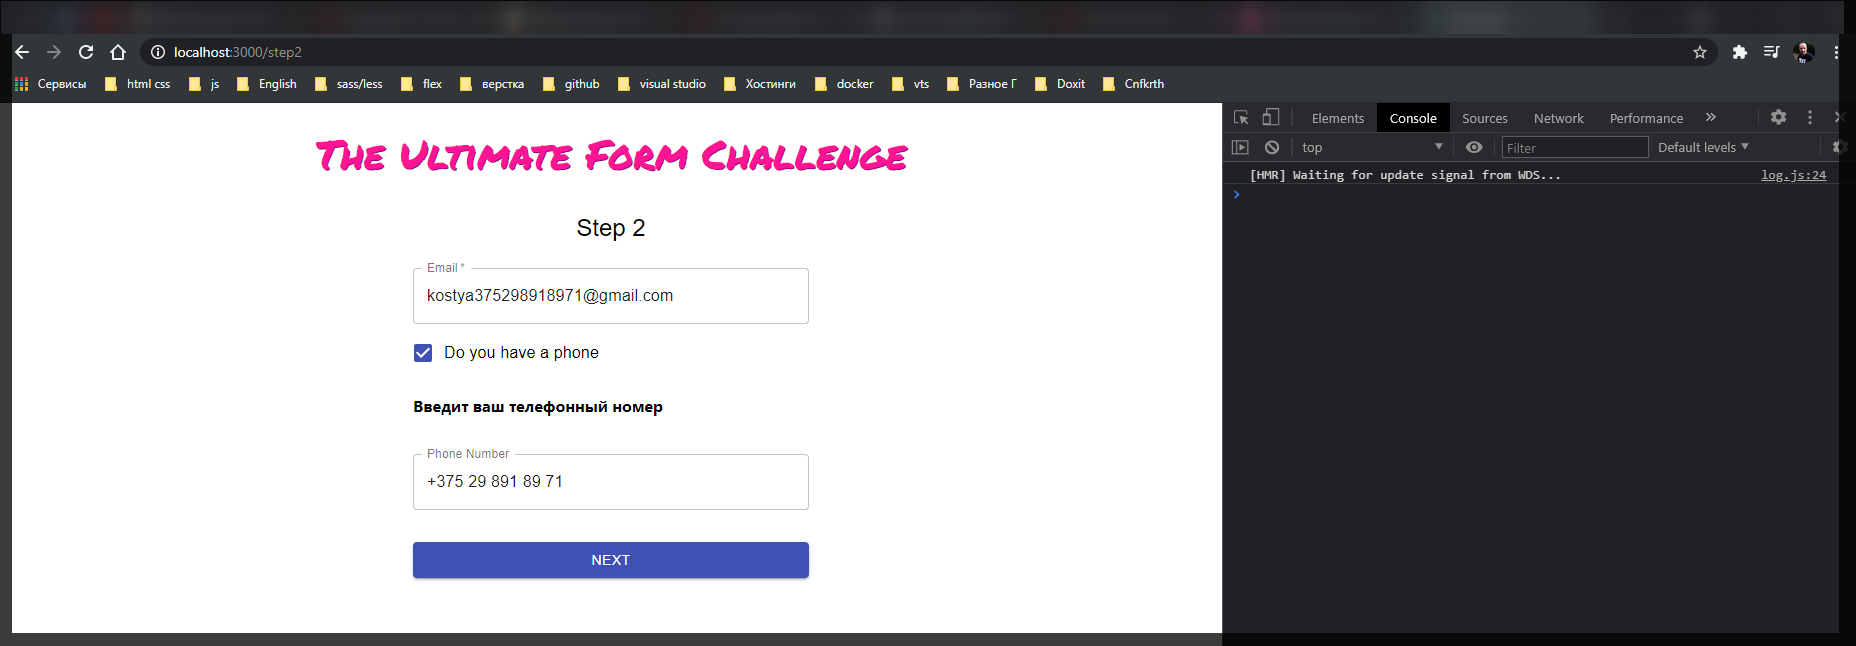 localhost:3000/step2
Сервисы html css js English sass/less flex верстка github visual studio Хостинги docker vts Разное Г Doxit Cnfkrth
The Ultimate Form Challenge
Step 2
Email *
kostya375298918971@gmail.com
Do you have a phone
Введит ваш телефонный номер
Phone Number
+375 29 891 89 71
NEXT
Elements Console Sources Network Performance »
top Filter Default levels
[HMR] Waiting for update signal from WDS... log.js:24